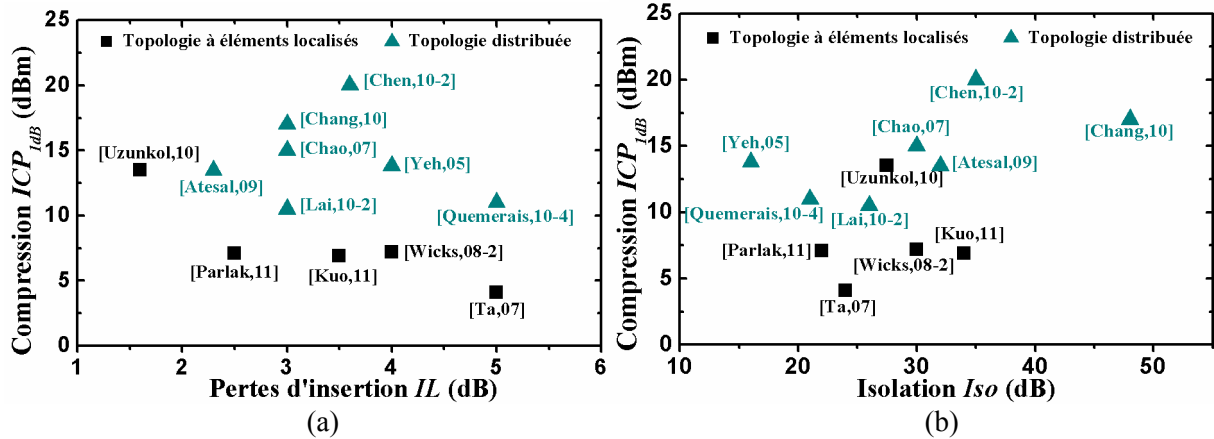 Compression ICP1dB (dBm)
25
20
15
10
5
0
Topologie à éléments localisés
Topologie distribuée
[Chen,10-2]
[Chang,10]
[Uzunkol,10]
[Chao,07]
[Yeh,05]
[Atesal,09]
[Lai,10-2]
[Quemerais,10-4]
[Parlak,11]
[Kuo,11]
[Wicks,08-2]
[Ta,07]
1 2 3 4 5 6
Pertes d'insertion IL (dB)
(a)
Compression ICP1dB (dBm)
25
20
15
10
5
0
Topologie à éléments localisés
Topologie distribuée
[Chen,10-2]
[Chang,10]
[Chao,07]
[Yeh,05]
[Atesal,09]
[Uzunkol,10]
[Quemerais,10-4]
[Lai,10-2]
[Kuo,11]
[Parlak,11]
[Wicks,08-2]
[Ta,07]
10 20 30 40 50
Isolation Iso (dB)
(b)